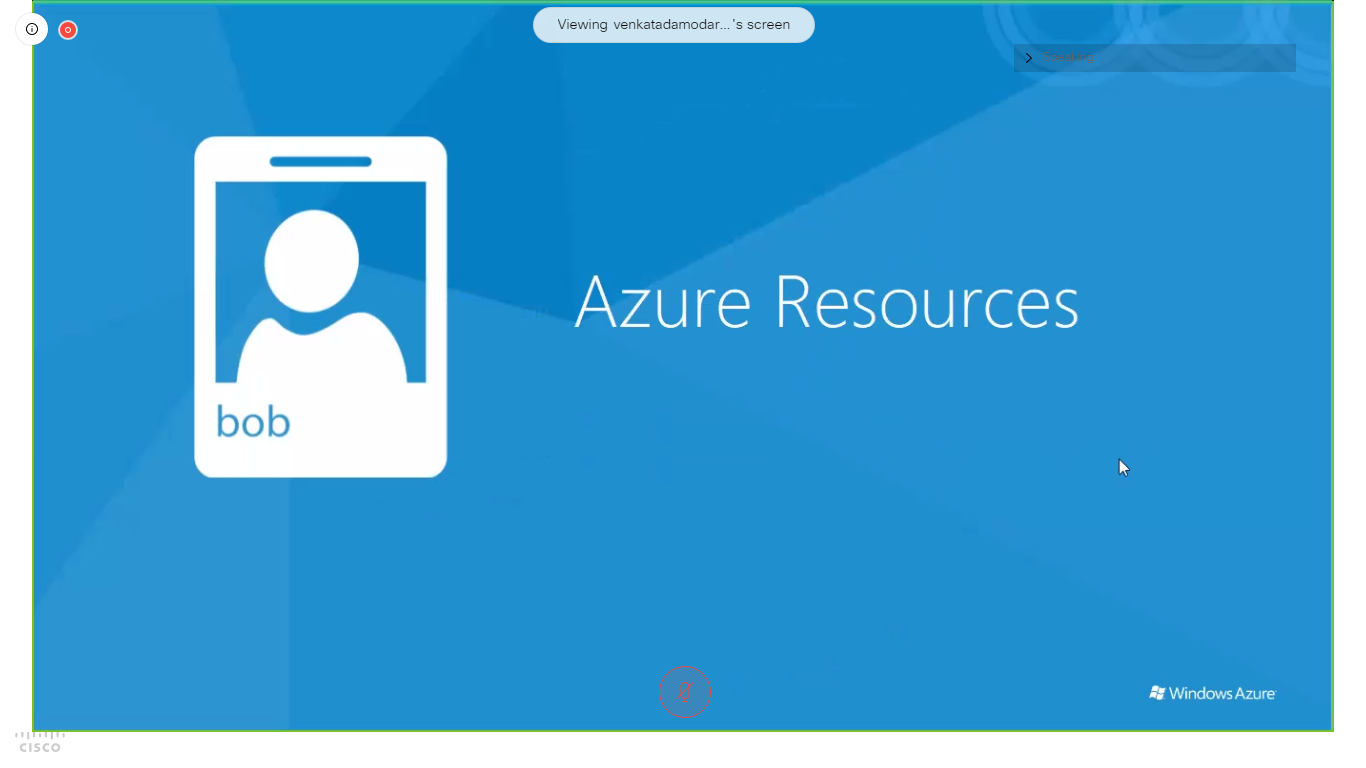 Viewing venkatadamodar...'s screen
Azure Resources
bob
Windows Azure
CISCO